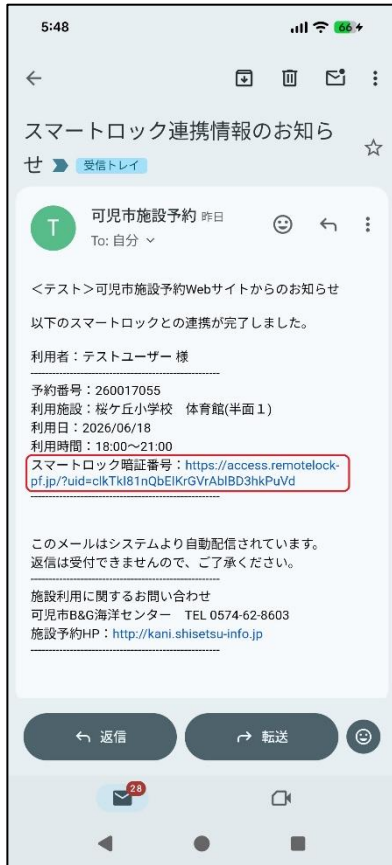 5:48
66
スマートロック連携情報のお知ら
せ 受信トレイ
T
可児市施設予約 昨日
To: 自分
<テスト>可児市施設予約Webサイトからのお知らせ
以下のスマートロックとの連携が完了しました。
利用者:テストユーザー 様
----------------------------------------
予約番号:260017055
利用施設:桜ケ丘小学校 体育館(半面1)
利用日:2026/06/18
利用時間:18:00~21:00
スマートロック暗証番号:https://access.remotelock-
pf.jp/?uid=clkTkI81nQbElKrGVrAblBD3hkPuVd
----------------------------------------
このメールはシステムより自動配信されています。
返信は受付できませんので、ご了承ください。
----------------------------------------
施設利用に関するお問い合わせ
可児市B&G海洋センター TEL 0574-62-8603
施設予約HP:http://kani.shisetsu-info.jp
----------------------------------------
返信
転送
28